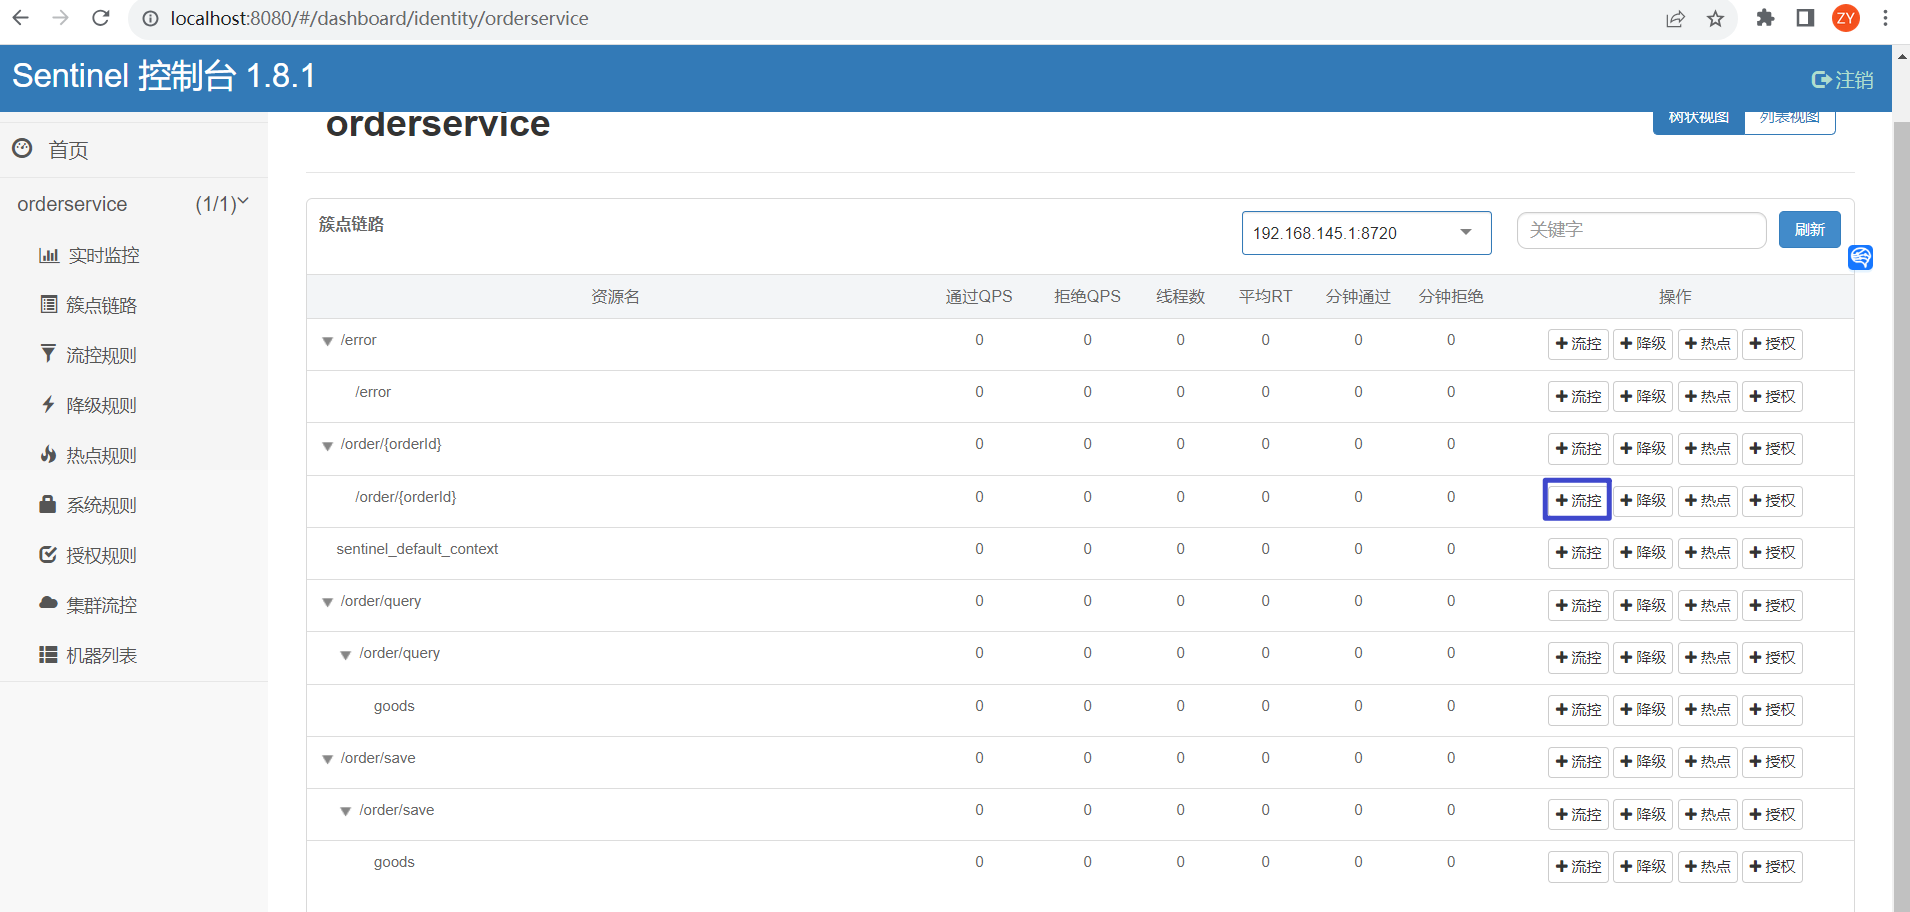 localhost:8080/#/dashboard/identity/orderservice
ZY
Sentinel 控制台 1.8.1
注销
orderservice
树状视图 列表视图
首页
orderservice (1/1)
实时监控
簇点链路
流控规则
降级规则
热点规则
系统规则
授权规则
集群流控
机器列表
簇点链路
192.168.145.1:8720
关键字
刷新
资源名 通过QPS 拒绝QPS 线程数 平均RT 分钟通过 分钟拒绝 操作
/error 0 0 0 0 0 0 流控 降级 热点 授权
/error 0 0 0 0 0 0 流控 降级 热点 授权
/order/{orderId} 0 0 0 0 0 0 流控 降级 热点 授权
/order/{orderId} 0 0 0 0 0 0 流控 降级 热点 授权
sentinel_default_context 0 0 0 0 0 0 流控 降级 热点 授权
/order/query 0 0 0 0 0 0 流控 降级 热点 授权
/order/query 0 0 0 0 0 0 流控 降级 热点 授权
goods 0 0 0 0 0 0 流控 降级 热点 授权
/order/save 0 0 0 0 0 0 流控 降级 热点 授权
/order/save 0 0 0 0 0 0 流控 降级 热点 授权
goods 0 0 0 0 0 0 流控 降级 热点 授权